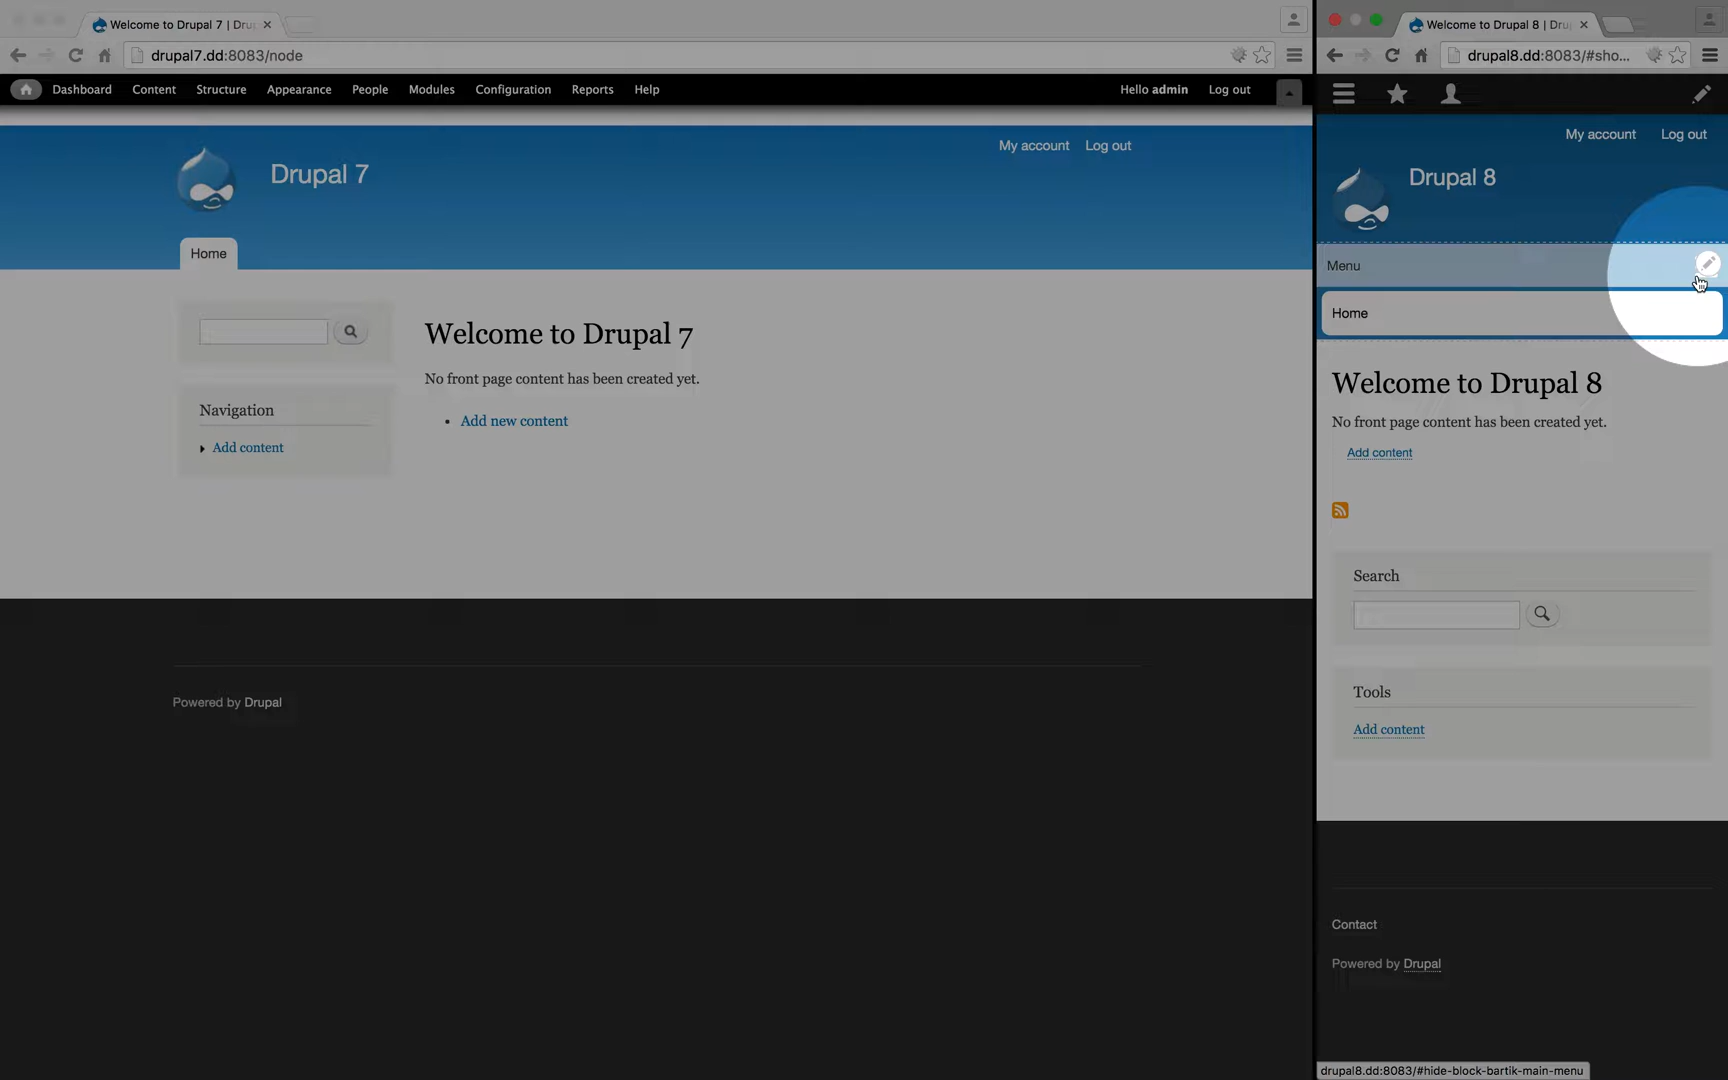 Welcome to Drupal 7 | Dru
drupal7.dd:8083/node
Dashboard Content Structure Appearance People Modules Configuration Reports Help Hello admin Log out
My account Log out
Drupal 7
Home
Welcome to Drupal 7
No front page content has been created yet.
Add new content
Navigation
Add content
Powered by Drupal
Welcome to Drupal 8 | Dru
drupal8.dd:8083/#sho...
My account Log out
Drupal 8
Menu
Home
Welcome to Drupal 8
No front page content has been created yet.
Add content
Search
Tools
Add content
Contact
Powered by Drupal
drupal8.dd:8083/#hide-block-bartik-main-menu